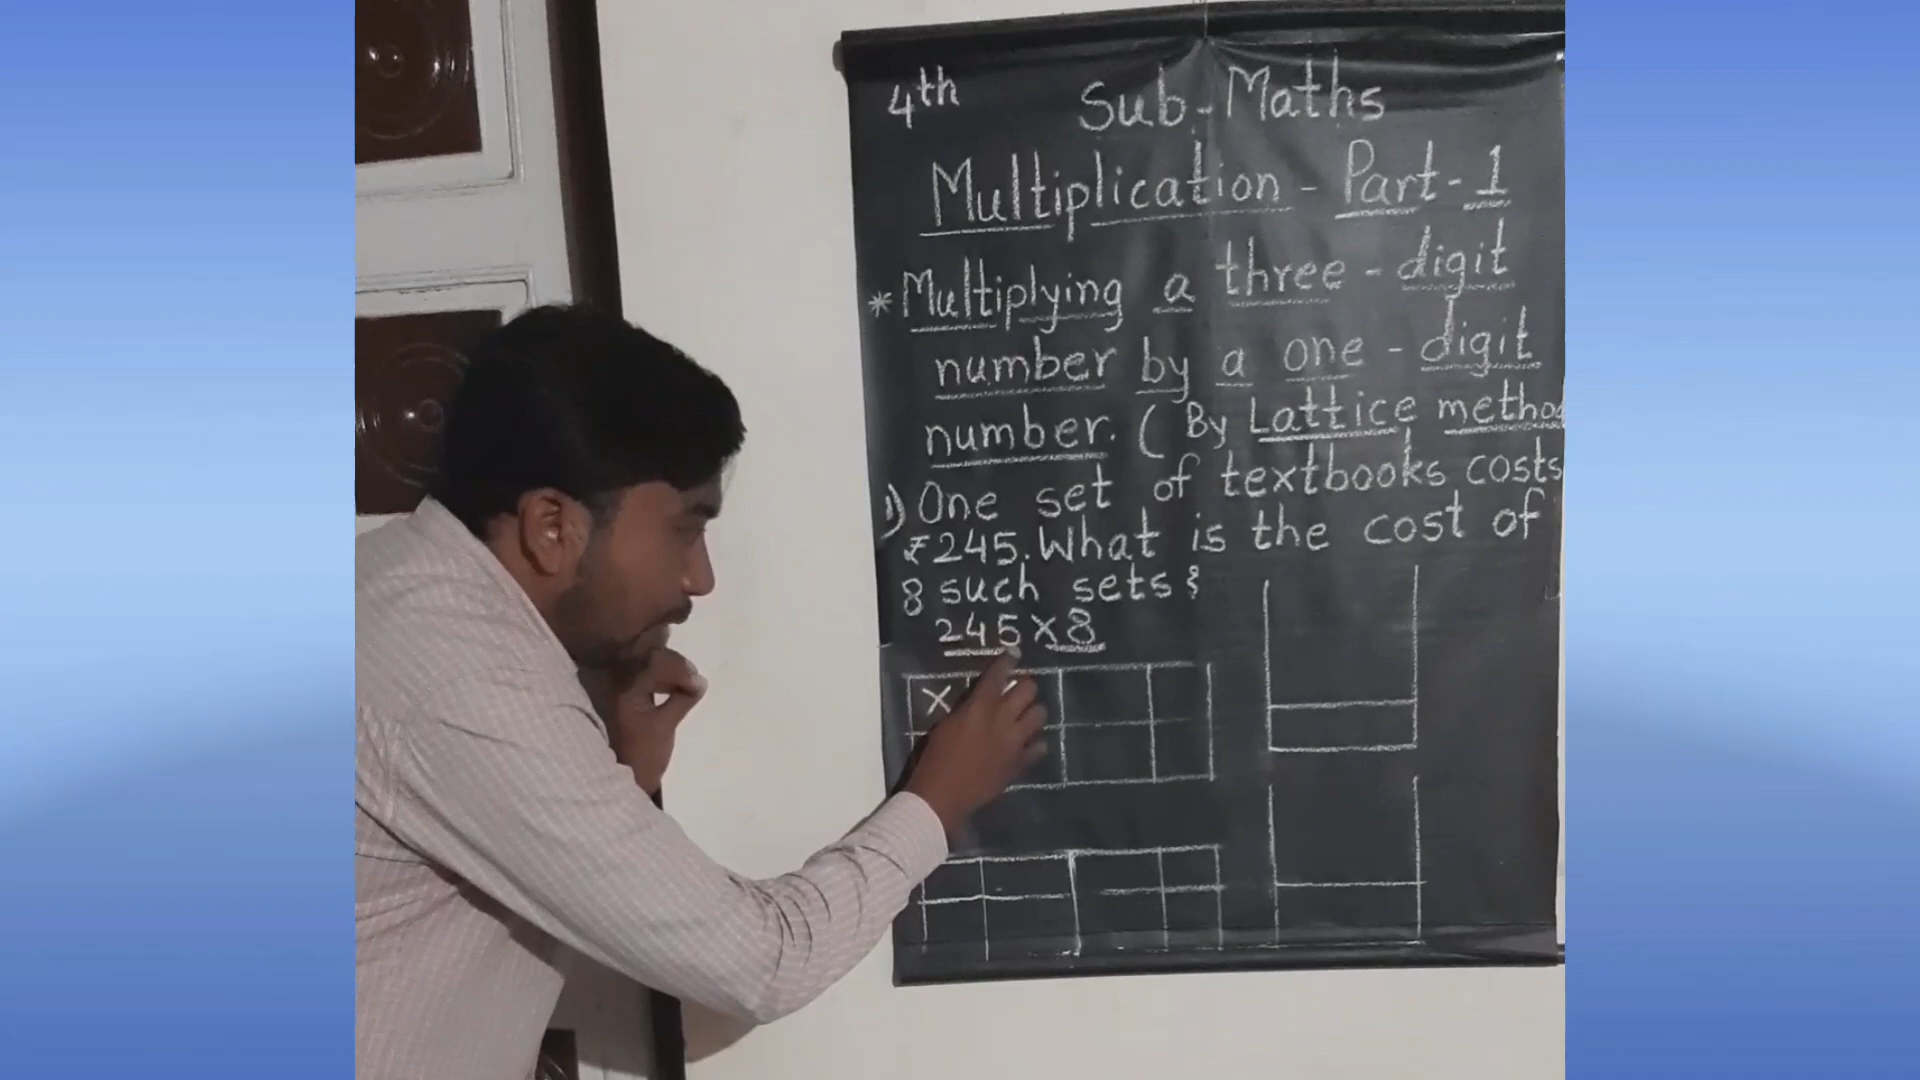 4th Sub-Maths
Multiplication - Part-1
* Multiplying a three-digit
number by a one-digit
number. (By Lattice method
1) One set of textbooks costs
₹245. What is the cost of
8 such sets?
245×8
×